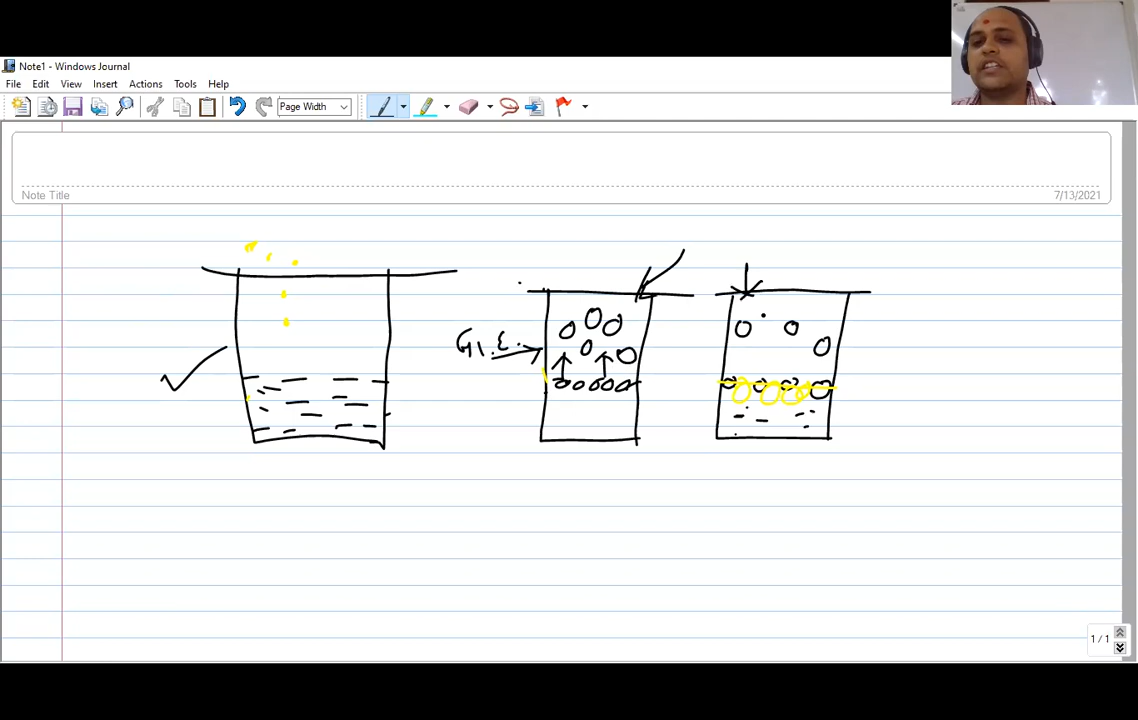 Note1 - Windows Journal
File Edit View Insert Actions Tools Help
Page Width
Note Title
7/13/2021
G1.E.
1 / 1